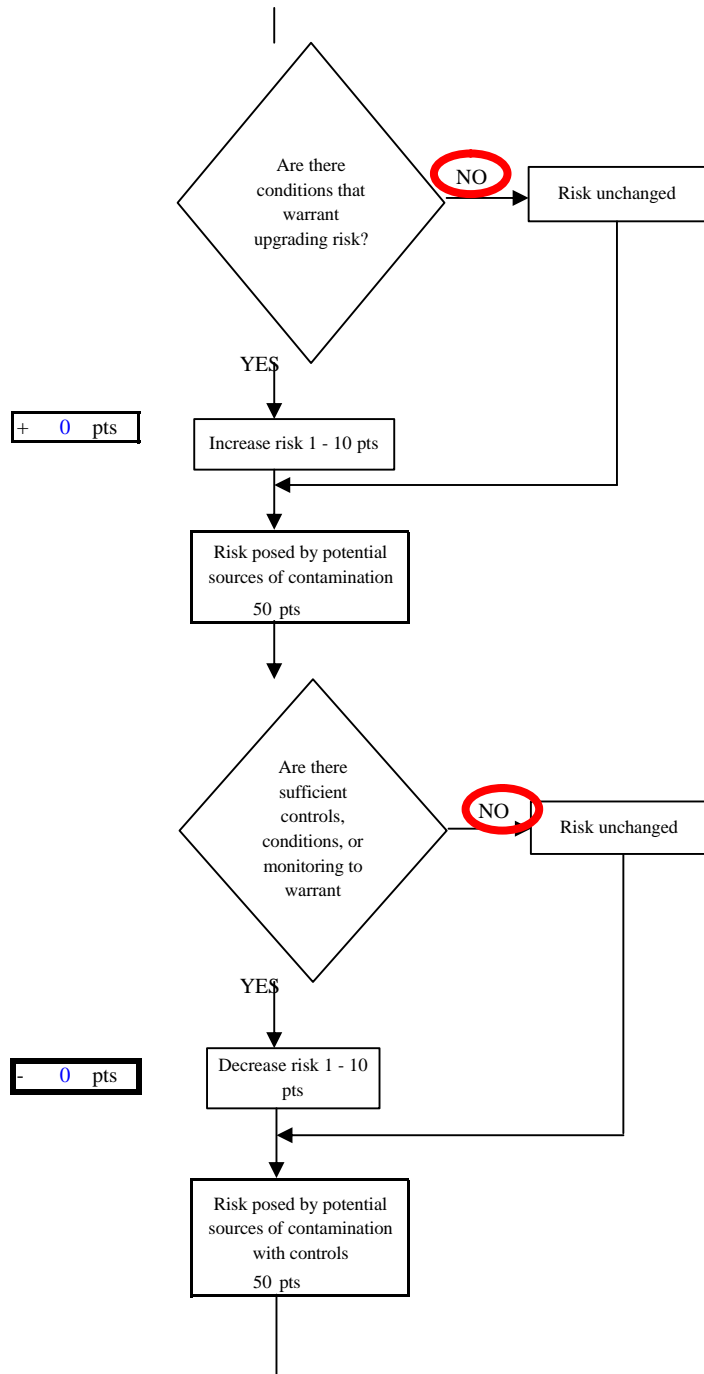 Are there
conditions that
warrant
upgrading risk?
NO
Risk unchanged
YES
+ 0 pts
Increase risk 1 - 10 pts
Risk posed by potential
sources of contamination
50 pts
Are there
sufficient
controls,
conditions, or
monitoring to
warrant
NO
Risk unchanged
YES
- 0 pts
Decrease risk 1 - 10
pts
Risk posed by potential
sources of contamination
with controls
50 pts